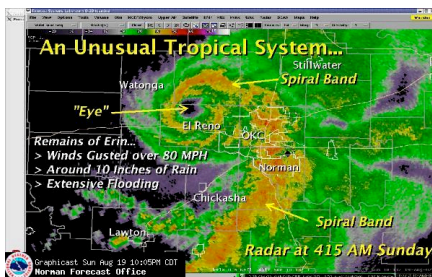 An Unusual Tropical System...
Stillwater
Spiral Band
Watonga
"Eye"
El Reno
OKC
Remains of Erin...
> Winds Gusted over 80 MPH
> Around 10 Inches of Rain
> Extensive Flooding
Norman
Chickasha
Spiral Band
Lawton
Radar at 415 AM Sunday
Graphicast Sun Aug 19 10:05PM CDT
Norman Forecast Office